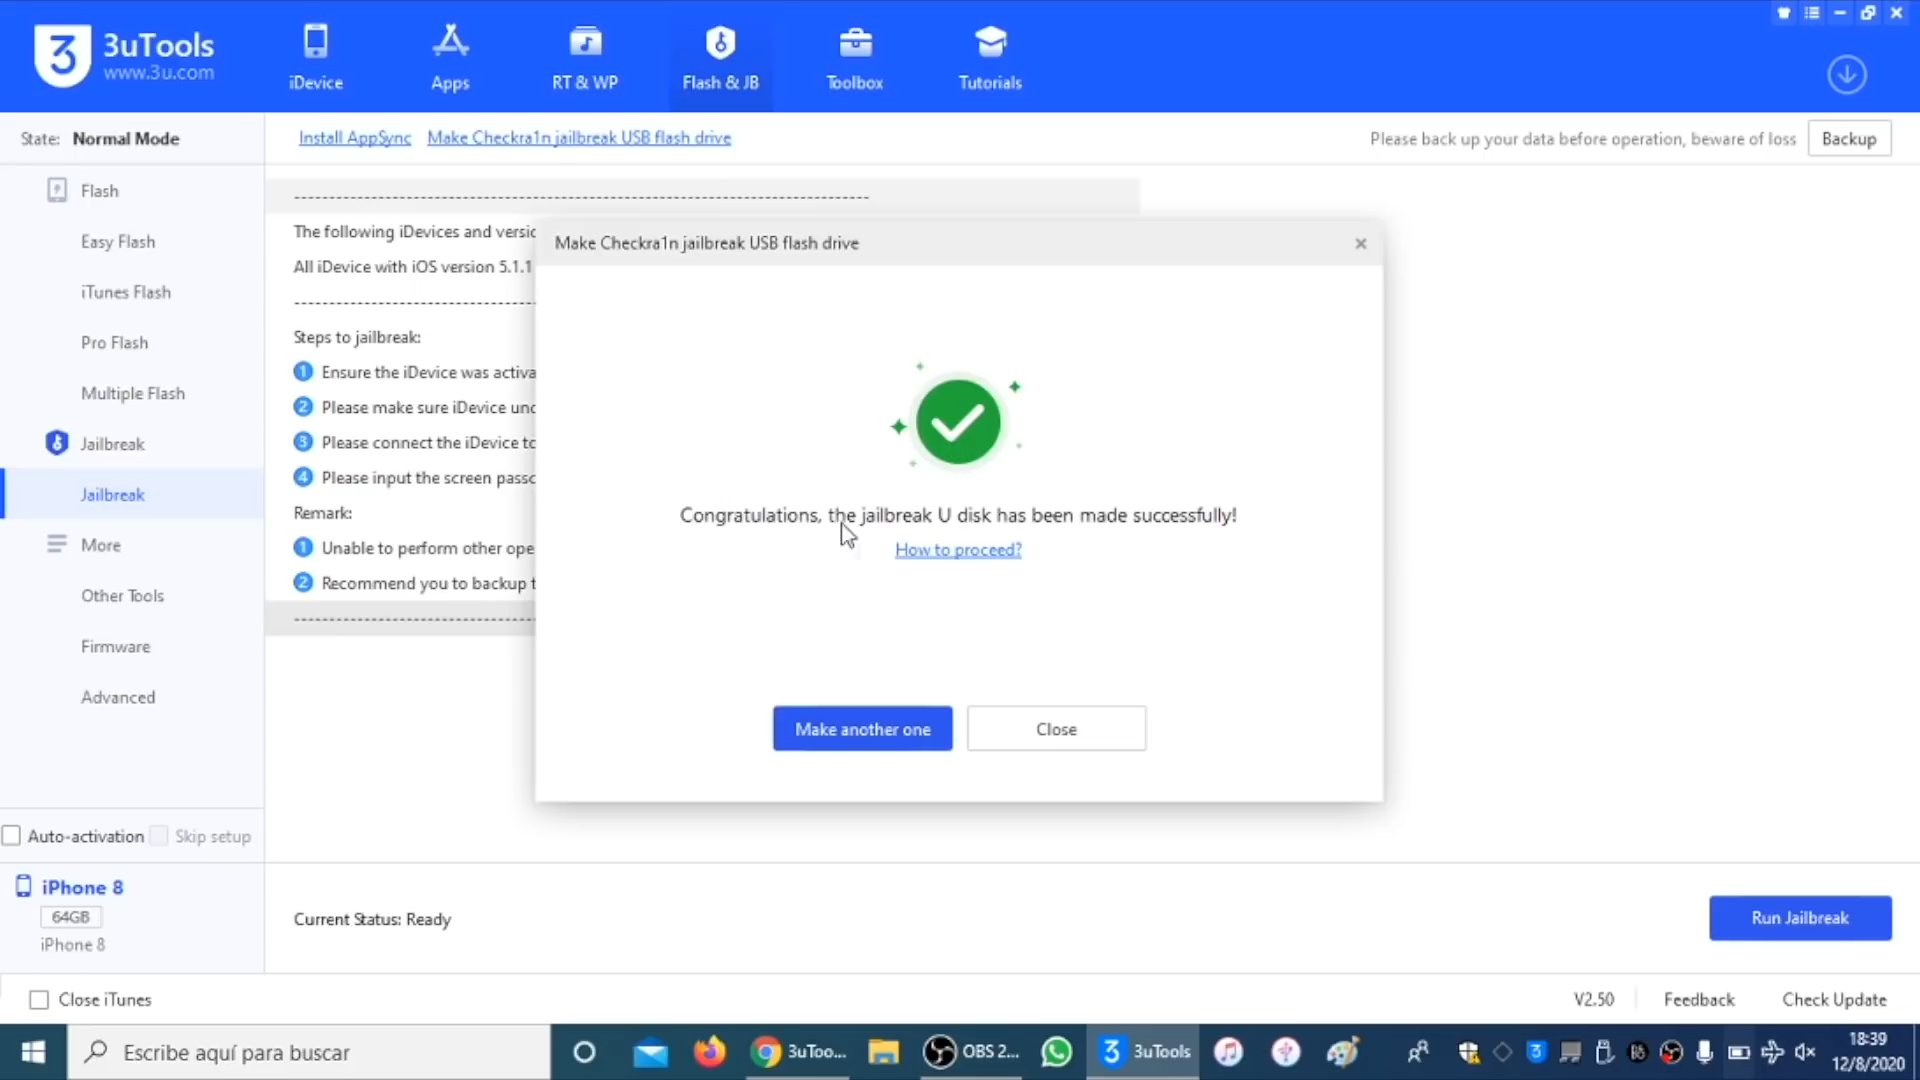 3uTools
www.3u.com
iDevice
Apps
RT & WP
Flash & JB
Toolbox
Tutorials
State: Normal Mode
Install AppSync
Make Checkra1n jailbreak USB flash drive
Please back up your data before operation, beware of loss
Backup
Flash
Easy Flash
iTunes Flash
Pro Flash
Multiple Flash
Jailbreak
Jailbreak
More
Other Tools
Firmware
Advanced
Auto-activation
Skip setup
iPhone 8
64GB
iPhone 8
--------------------------------------------------------------------------------
The following iDevices and versic
All iDevice with iOS version 5.1.1
----------------------------------
Steps to jailbreak:
1 Ensure the iDevice was activa
2 Please make sure iDevice unc
3 Please connect the iDevice tc
4 Please input the screen passc
Remark:
1 Unable to perform other ope
2 Recommend you to backup t
----------------------------------
Make Checkra1n jailbreak USB flash drive
Congratulations, the jailbreak U disk has been made successfully!
How to proceed?
Make another one
Close
Current Status: Ready
Run Jailbreak
Close iTunes
V2.50
Feedback
Check Update
Escribe aquí para buscar
3uToo...
OBS 2...
3uTools
18:39
12/8/2020